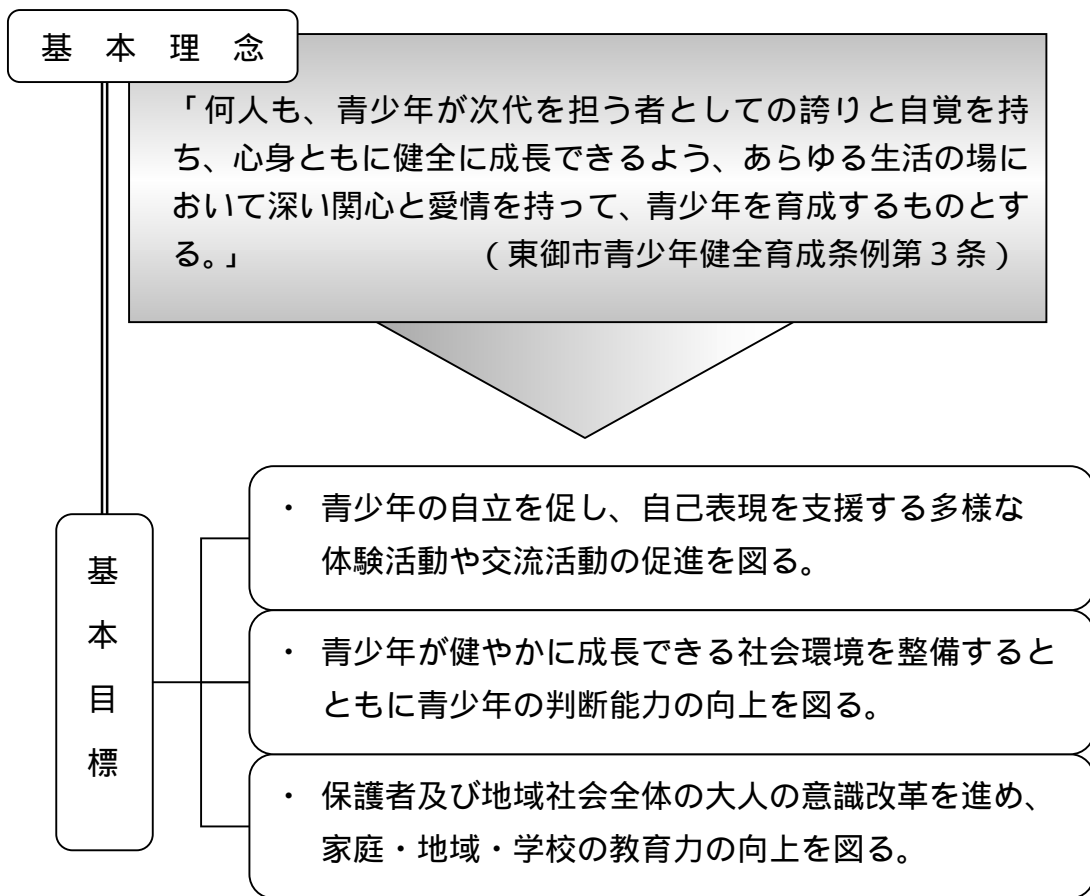 基本理念
「何人も、青少年が次代を担う者としての誇りと自覚を持
ち、心身ともに健全に成長できるよう、あらゆる生活の場に
おいて深い関心と愛情を持って、青少年を育成するものとす
る。」 （東御市青少年健全育成条例第３条）
基本目標
・ 青少年の自立を促し、自己表現を支援する多様な
体験活動や交流活動の促進を図る。
・ 青少年が健やかに成長できる社会環境を整備すると
ともに青少年の判断能力の向上を図る。
・ 保護者及び地域社会全体の大人の意識改革を進め、
家庭・地域・学校の教育力の向上を図る。